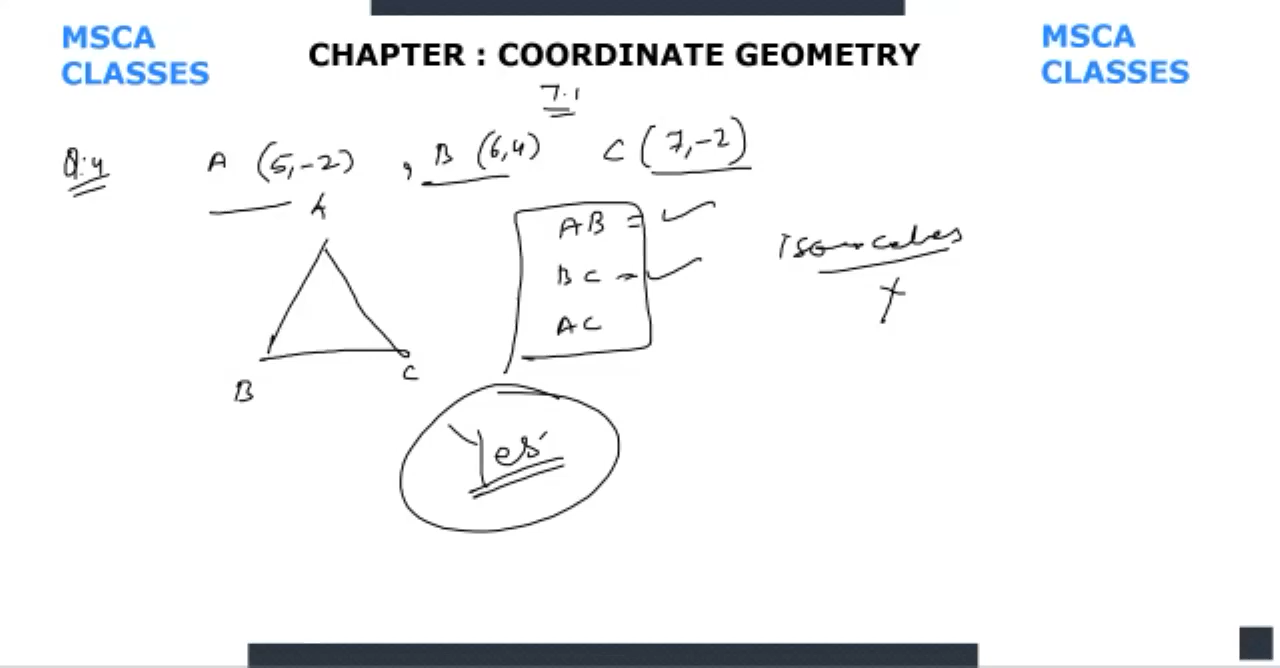 MSCA CLASSES
CHAPTER : COORDINATE GEOMETRY
MSCA CLASSES
7.1
Q.4 A (5,-2) , B (6,4) C (7,-2)
A
B
C
AB =
BC =
AC
Yes